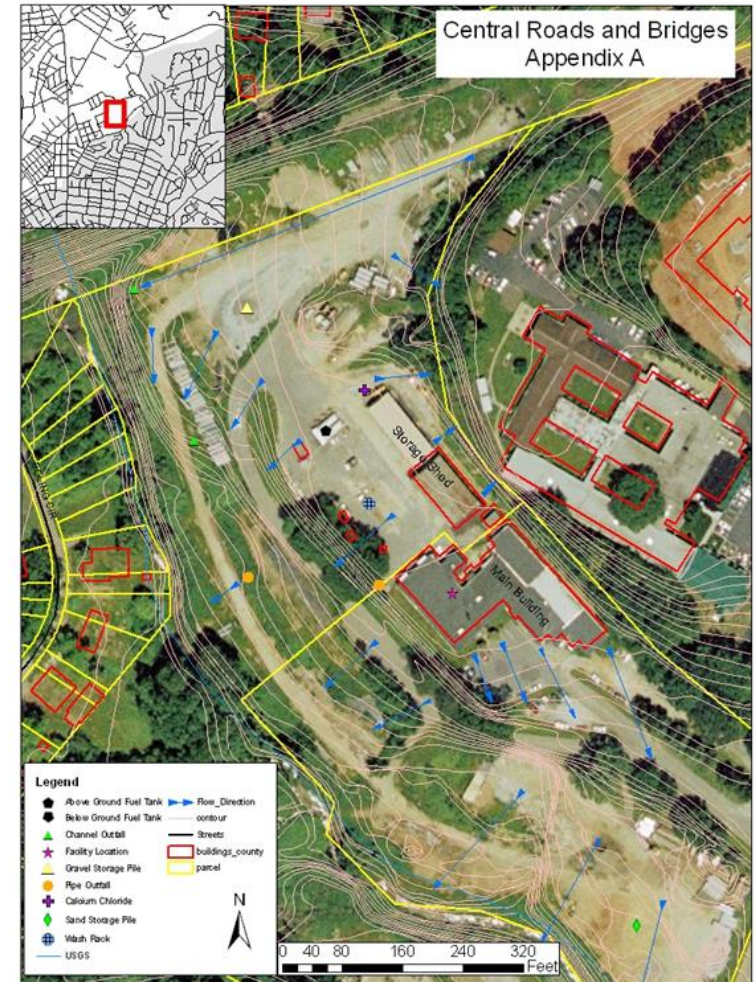 Central Roads and Bridges
Appendix A
Storage Shed
Main Building
Legend
Above Ground Fuel Tank
Below Ground Fuel Tank
Channel Outfall
Facility Location
Gravel Storage Pile
Pipe Outfall
Calcium Chloride
Sand Storage Pile
Wash Rack
USGS
Flow_Direction
contour
Streets
buildings_county
parcel
N
0 40 80 160 240 320
Feet